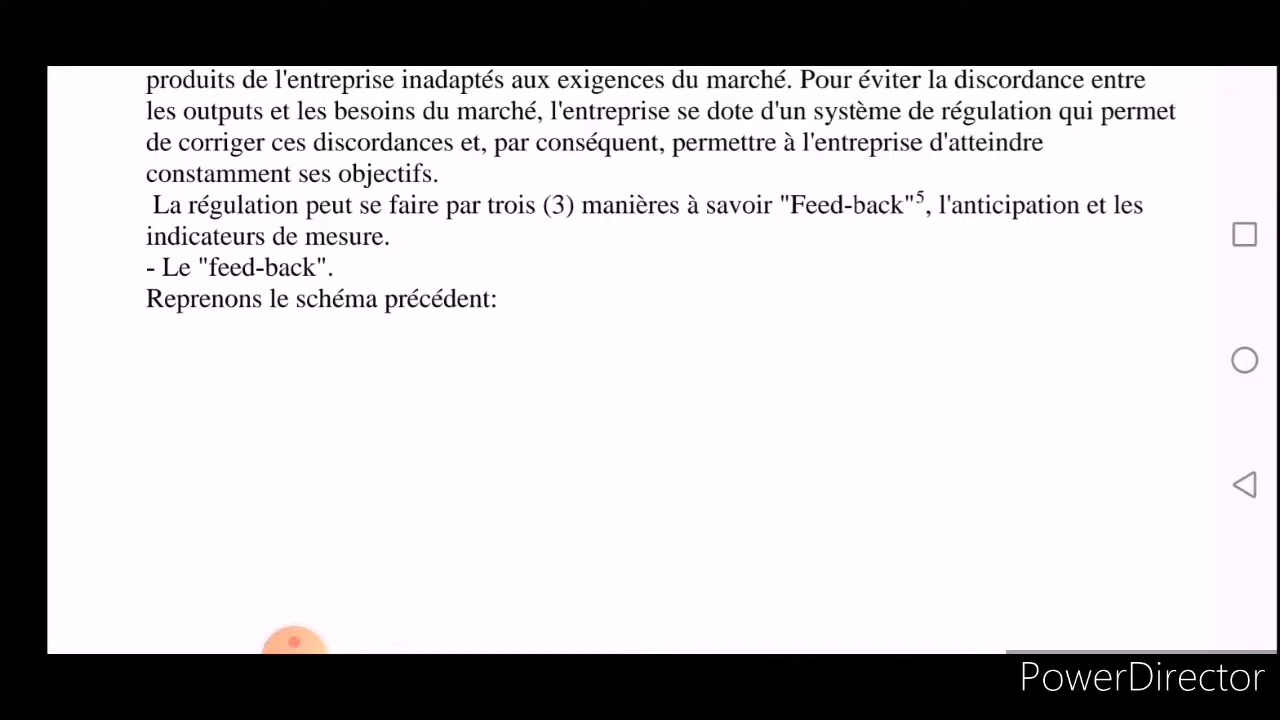 produits de l'entreprise inadaptés aux exigences du marché. Pour éviter la discordance entre
les outputs et les besoins du marché, l'entreprise se dote d'un système de régulation qui permet
de corriger ces discordances et, par conséquent, permettre à l'entreprise d'atteindre
constamment ses objectifs.
La régulation peut se faire par trois (3) manières à savoir "Feed-back"⁵, l'anticipation et les
indicateurs de mesure.
- Le "feed-back".
Reprenons le schéma précédent:
PowerDirector